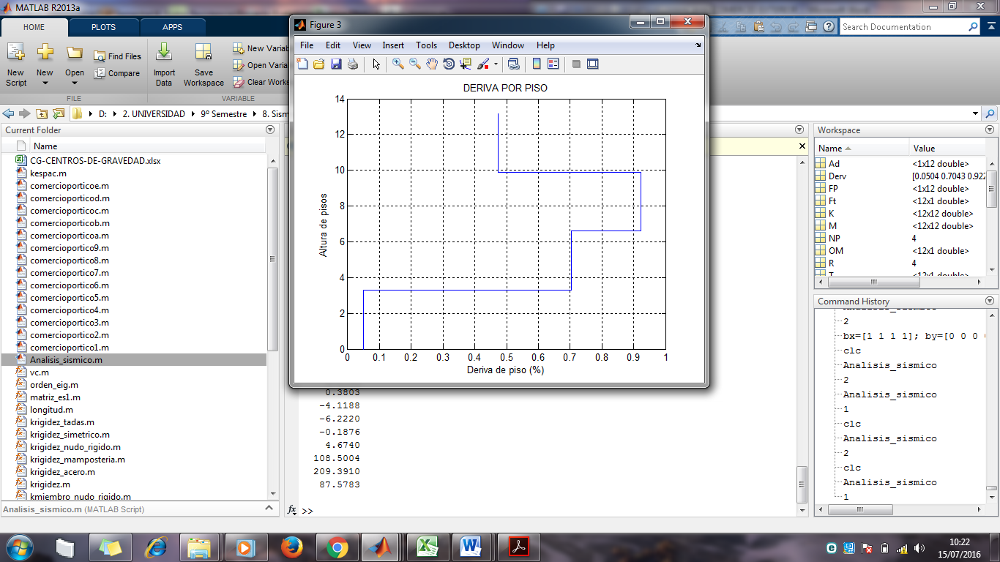 MATLAB R2013a
HOME
PLOTS
APPS
Search Documentation
New Script
New
Open
Find Files
Compare
Import Data
Save Workspace
New Variab
Open Varia
Clear Works
FILE
VARIABLE
D: 2. UNIVERSIDAD 9º Semestre 8. Sism
Current Folder
Name
CG-CENTROS-DE-GRAVEDAD.xlsx
kespac.m
comercioporticoe.m
comercioporticod.m
comercioporticoc.m
comercioporticob.m
comercioporticoa.m
comercioportico9.m
comercioportico8.m
comercioportico7.m
comercioportico6.m
comercioportico5.m
comercioportico4.m
comercioportico3.m
comercioportico2.m
comercioportico1.m
Analisis_sismico.m
vc.m
orden_eig.m
matriz_es1.m
longitud.m
krigidez_tadas.m
krigidez_simetrico.m
krigidez_nudo_rigido.m
krigidez_mamposteria.m
krigidez_acero.m
krigidez.m
kmiembro_nudo_rigido.m
Analisis_sismico.m (MATLAB Script)
Figure 3
File Edit View Insert Tools Desktop Window Help
DERIVA POR PISO
14
12
10
8
6
4
2
0
Altura de pisos
0 0.1 0.2 0.3 0.4 0.5 0.6 0.7 0.8 0.9 1
Deriva de piso (%)
0.3803
-4.1188
-6.2220
-0.1876
4.6740
108.5004
209.3910
87.5783
fx >>
Workspace
Name Value
Ad <1x12 double>
Derv [0.0504 0.7043 0.922
FP <1x12 double>
Ft <12x1 double>
K <12x12 double>
M <12x12 double>
NP 4
OM <12x1 double>
R 4
T <12x1 double>
Command History
Analisis_sismico
2
bx=[1 1 1 1]; by=[0 0 0
clc
Analisis_sismico
2
Analisis_sismico
1
clc
Analisis_sismico
2
clc
Analisis_sismico
1
10:22
15/07/2016